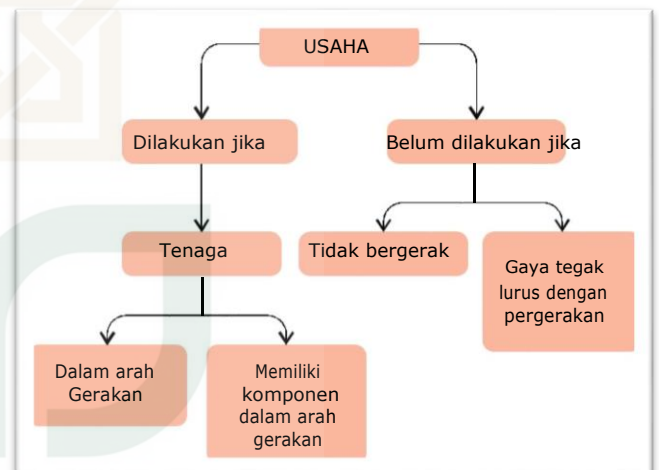 USAHA
Dilakukan jika
Belum dilakukan jika
Tenaga
Tidak bergerak
Gaya tegak
lurus dengan
pergerakan
Dalam arah
Gerakan
Memiliki
komponen
dalam arah
gerakan